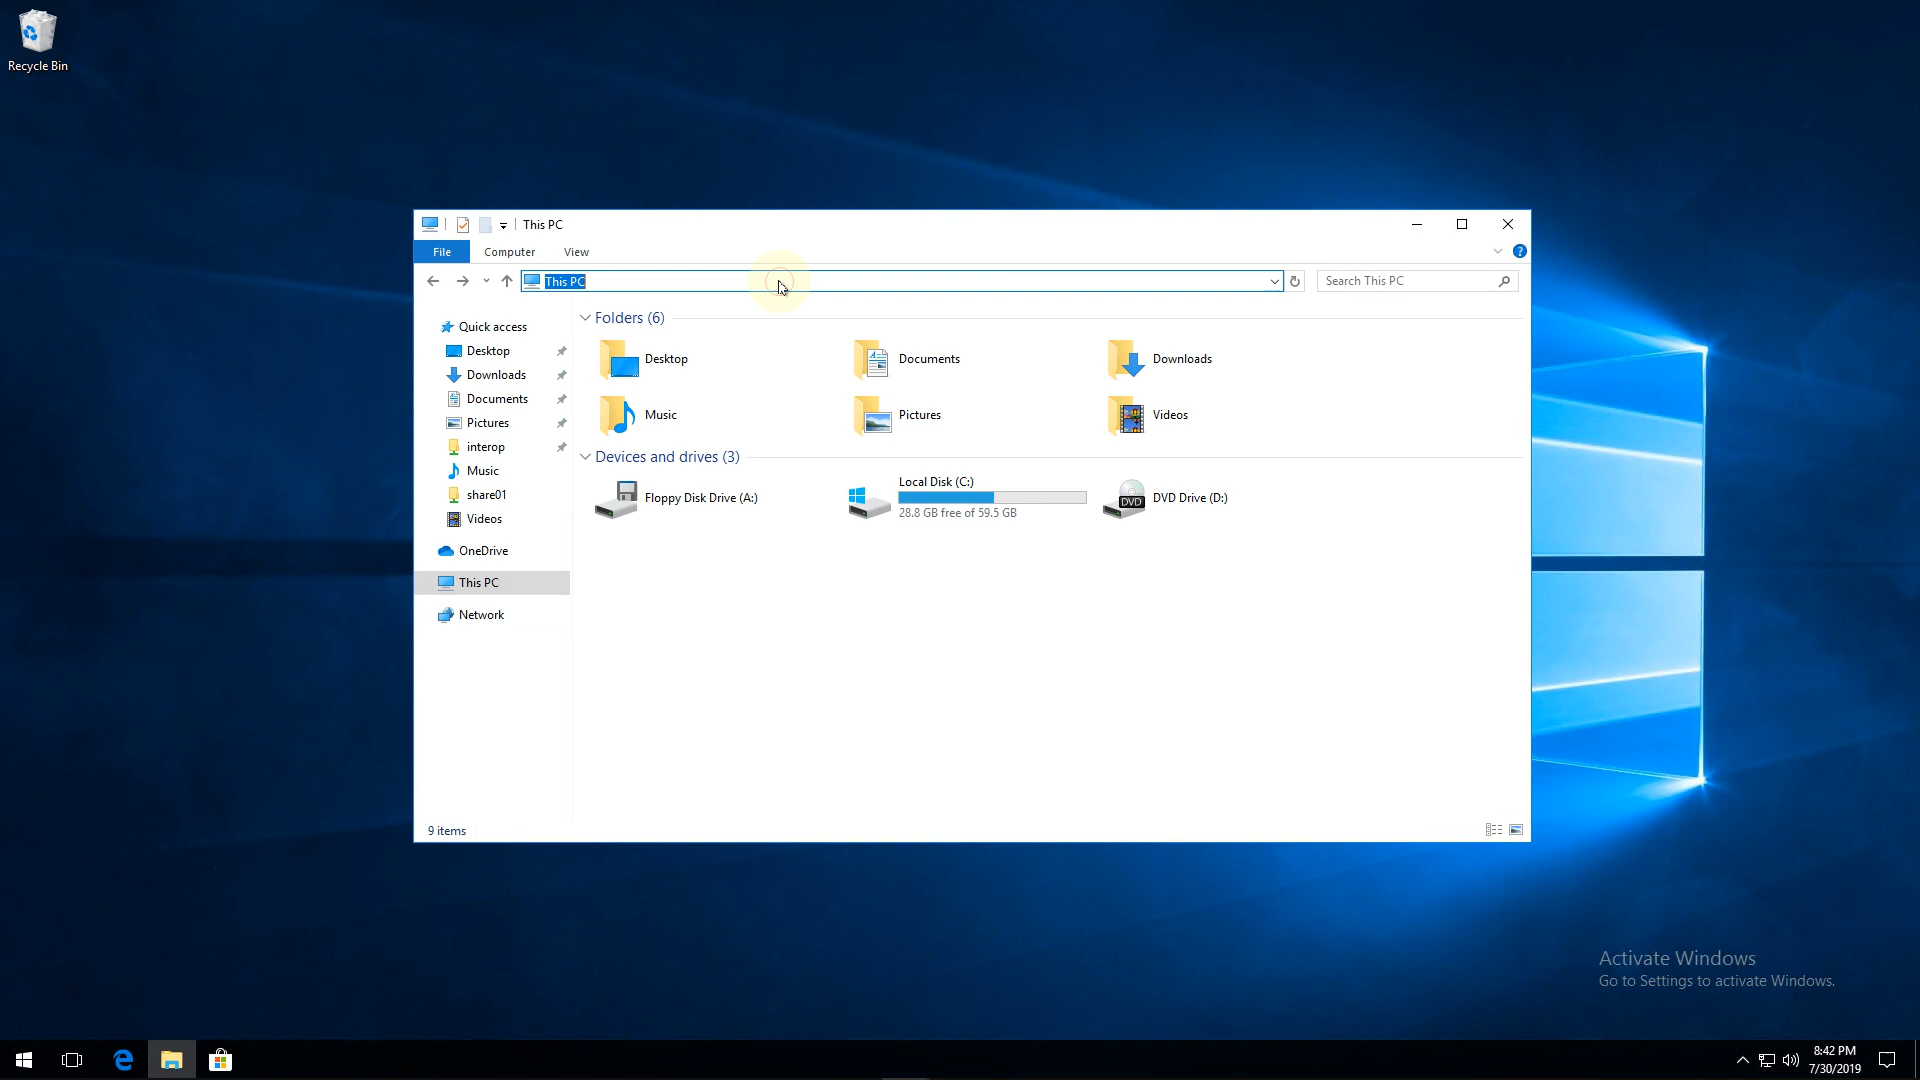 Recycle Bin
This PC
File
Computer
View
?
This PC
Search This PC
Quick access
Desktop
Downloads
Documents
Pictures
interop
Music
share01
Videos
OneDrive
This PC
Network
Folders (6)
Desktop
Documents
Downloads
Music
Pictures
Videos
Devices and drives (3)
Floppy Disk Drive (A:)
Local Disk (C:)
28.8 GB free of 59.5 GB
DVD
DVD Drive (D:)
9 items
Activate Windows
Go to Settings to activate Windows.
8:42 PM
7/30/2019